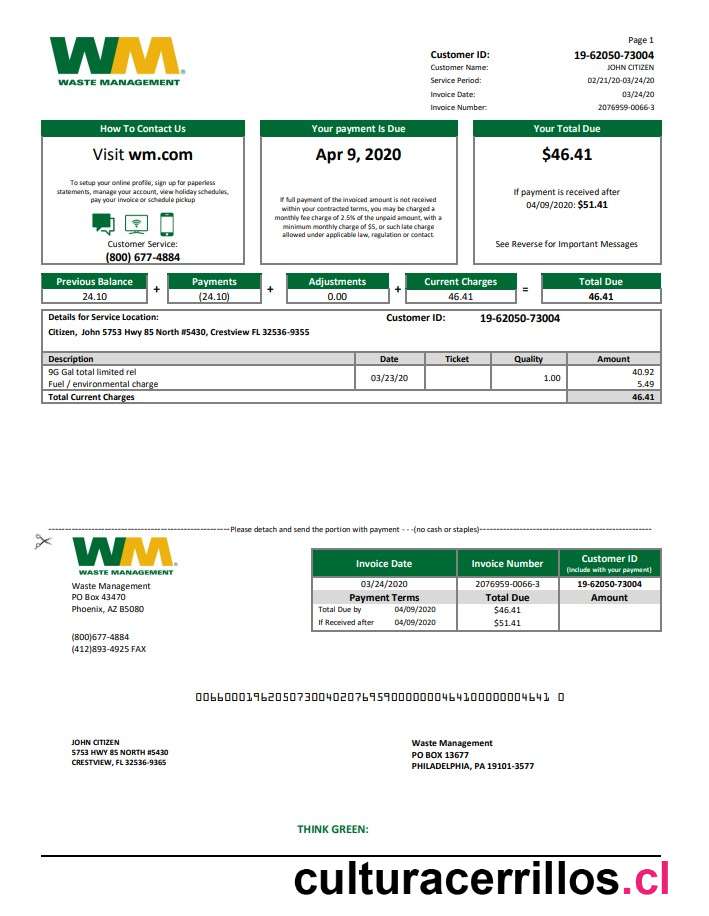 WM
WASTE MANAGEMENT®
Page 1
Customer ID: 19-62050-73004
Customer Name: JOHN CITIZEN
Service Period: 02/21/20-03/24/20
Invoice Date: 03/24/20
Invoice Number: 2076959-0066-3
How To Contact Us
Visit wm.com
To setup your online profile, sign up for paperless
statements, manage your account, view holiday schedules,
pay your invoice or schedule pickup
Customer Service:
(800) 677-4884
Your payment Is Due
Apr 9, 2020
If full payment of the invoiced amount is not received
within your contracted terms, you may be charged a
monthly fee charge of 2.5% of the unpaid amount, with a
minimum monthly charge of $5, or such late charge
allowed under applicable law, regulation or contact.
Your Total Due
$46.41
If payment is received after
04/09/2020: $51.41
See Reverse for Important Messages
Previous Balance + Payments + Adjustments + Current Charges = Total Due
24.10 (24.10) 0.00 46.41 46.41
Details for Service Location: Customer ID: 19-62050-73004
Citizen, John 5753 Hwy 85 North #5430, Crestview FL 32536-9355
Description Date Ticket Quality Amount
9G Gal total limited rel 03/23/20 1.00 40.92
Fuel / environmental charge 5.49
Total Current Charges 46.41
Please detach and send the portion with payment - - -(no cash or staples)
WM
WASTE MANAGEMENT®
Waste Management
PO Box 43470
Phoenix, AZ B5080
(800)677-4884
(412)893-4925 FAX
Invoice Date Invoice Number Customer ID
(include with your payment)
03/24/2020 2076959-0066-3 19-62050-73004
Payment Terms Total Due Amount
Total Due by 04/09/2020 $46.41
If Received after 04/09/2020 $51.41
0066000196205073004020769590000000464100000004641 0
JOHN CITIZEN
5753 HWY 85 NORTH #5430
CRESTVIEW, FL 32536-9365
Waste Management
PO BOX 13677
PHILADELPHIA, PA 19101-3577
THINK GREEN:
culturacerrillos.cl